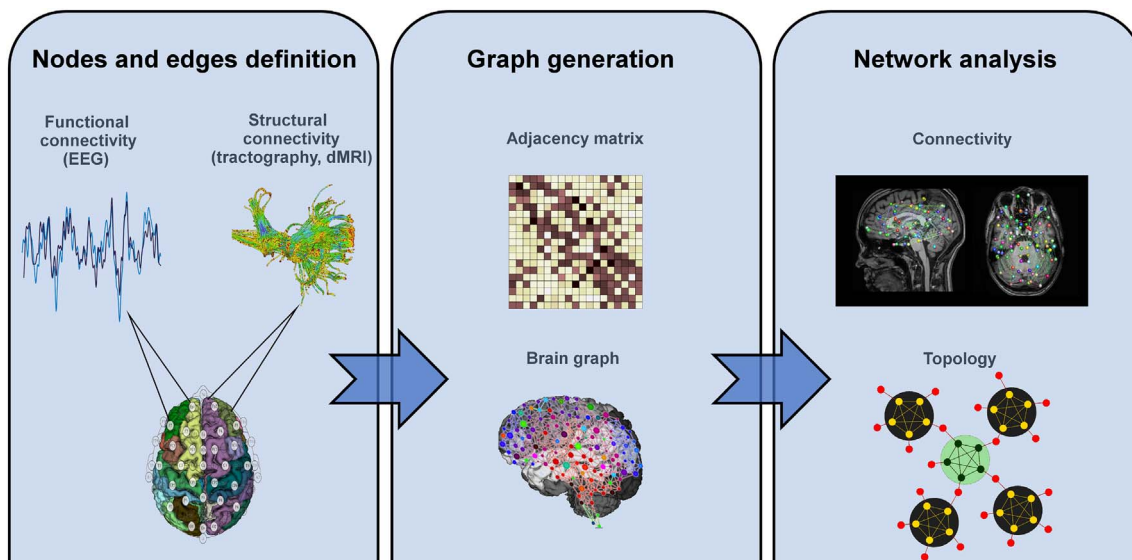 Nodes and edges definition
Functional
connectivity
(EEG)
Structural
connectivity
(tractography, dMRI)
Graph generation
Adjacency matrix
Brain graph
Network analysis
Connectivity
Topology